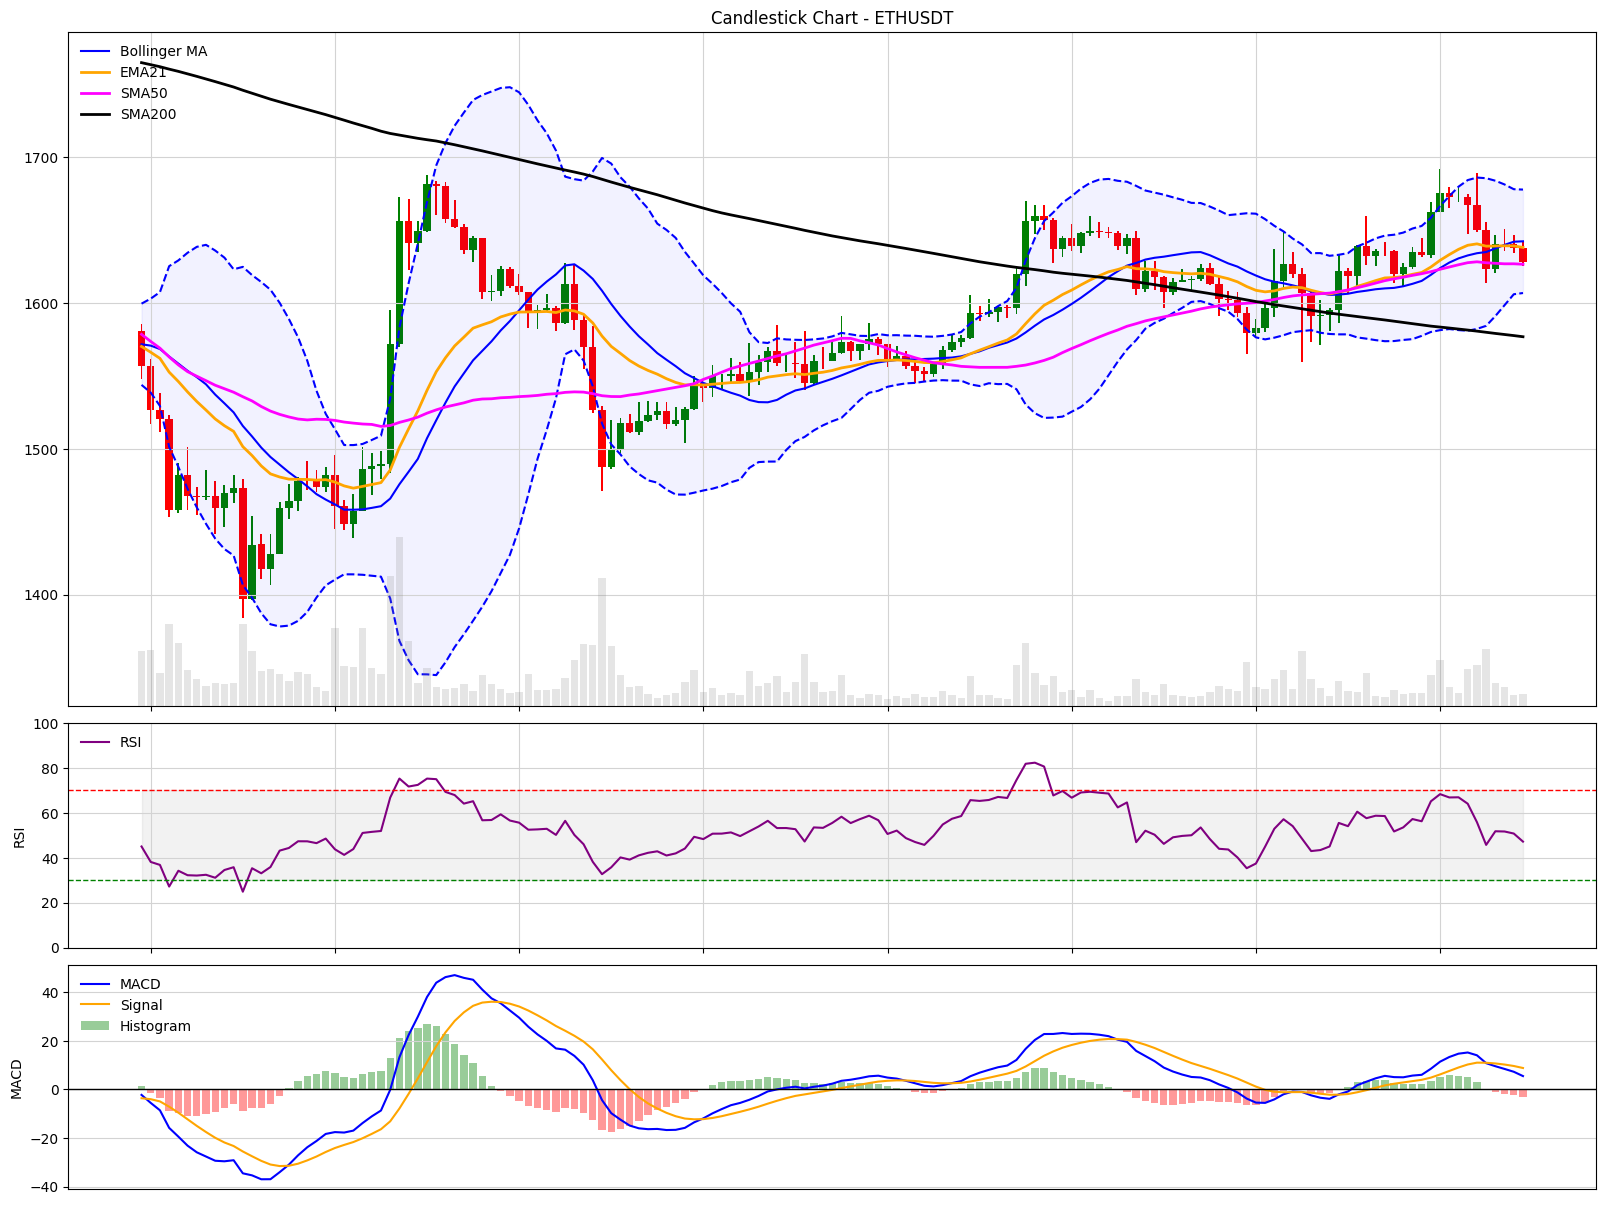 Candlestick Chart - ETHUSDT
Bollinger MA
EMA21
SMA50
SMA200
1700
1600
1500
1400
100
80
60
40
20
0
RSI
RSI
40
20
0
−20
−40
MACD
MACD
Signal
Histogram